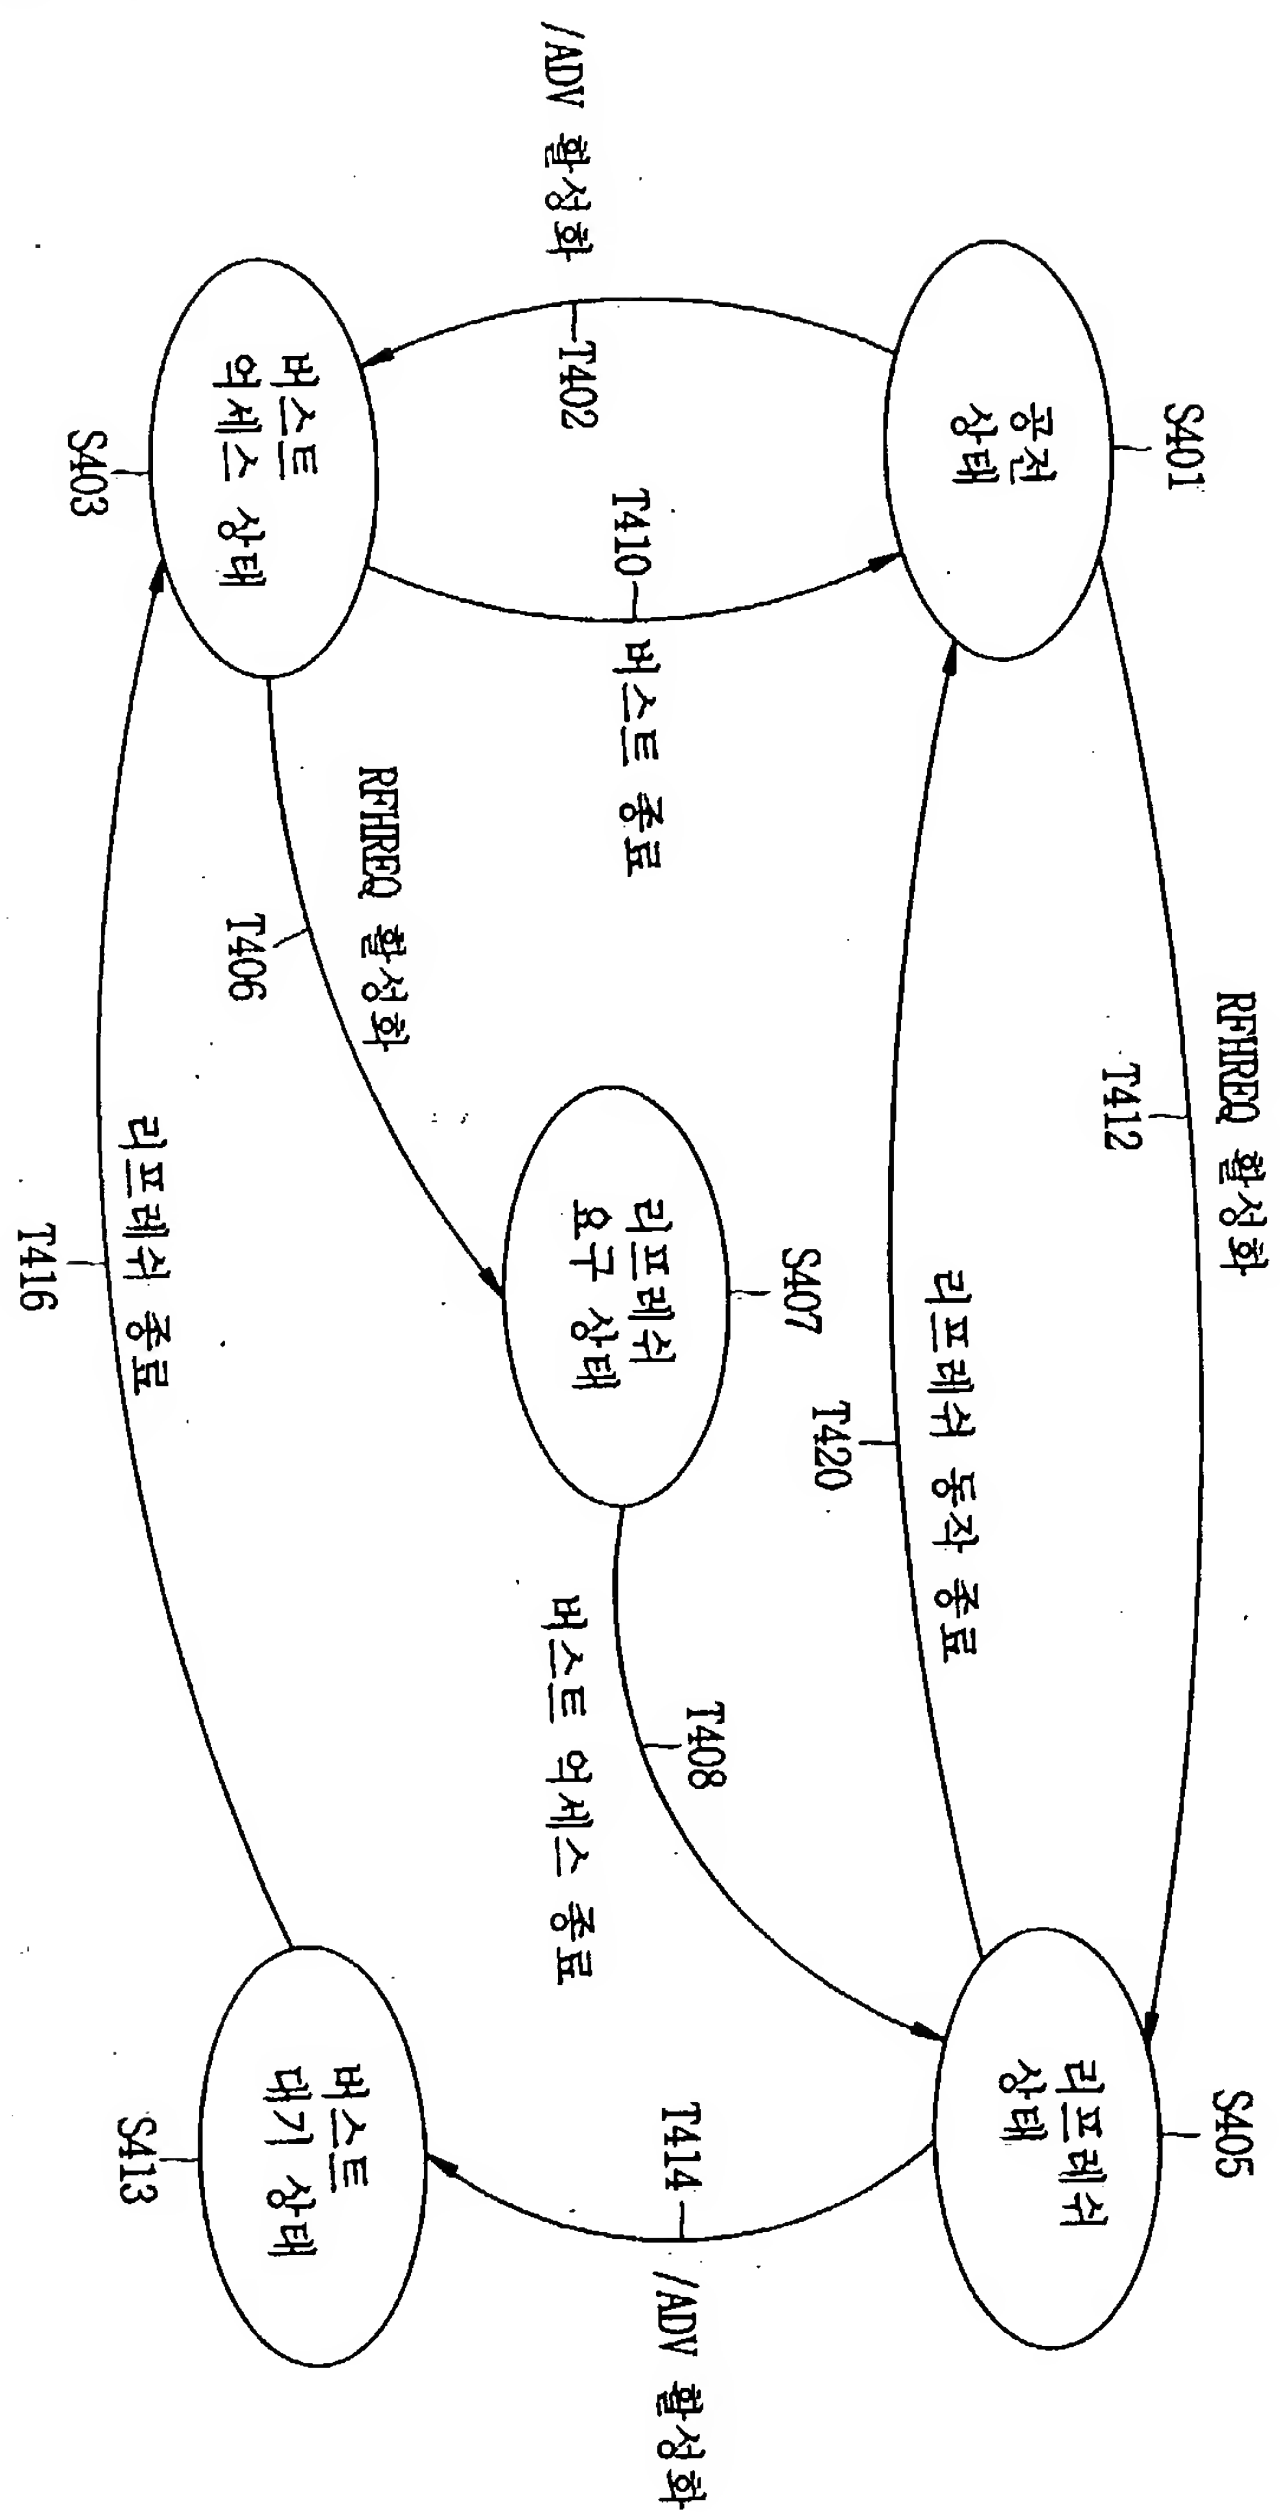 RFHREQ 활성화
S401
T412
S405
공전
상태
리프레쉬
상태
리프레쉬 동작 종료
T420
S407
/ADV 활성화
T402
T410
버스트 종료
리프레쉬
요구 상태
T408
버스트 억세스 종료
T414
/ADV 활성화
RFHREQ 활성화
T406
버스트
억세스 상태
S403
버스트
대기 상태
S413
리프레쉬 종료
T416